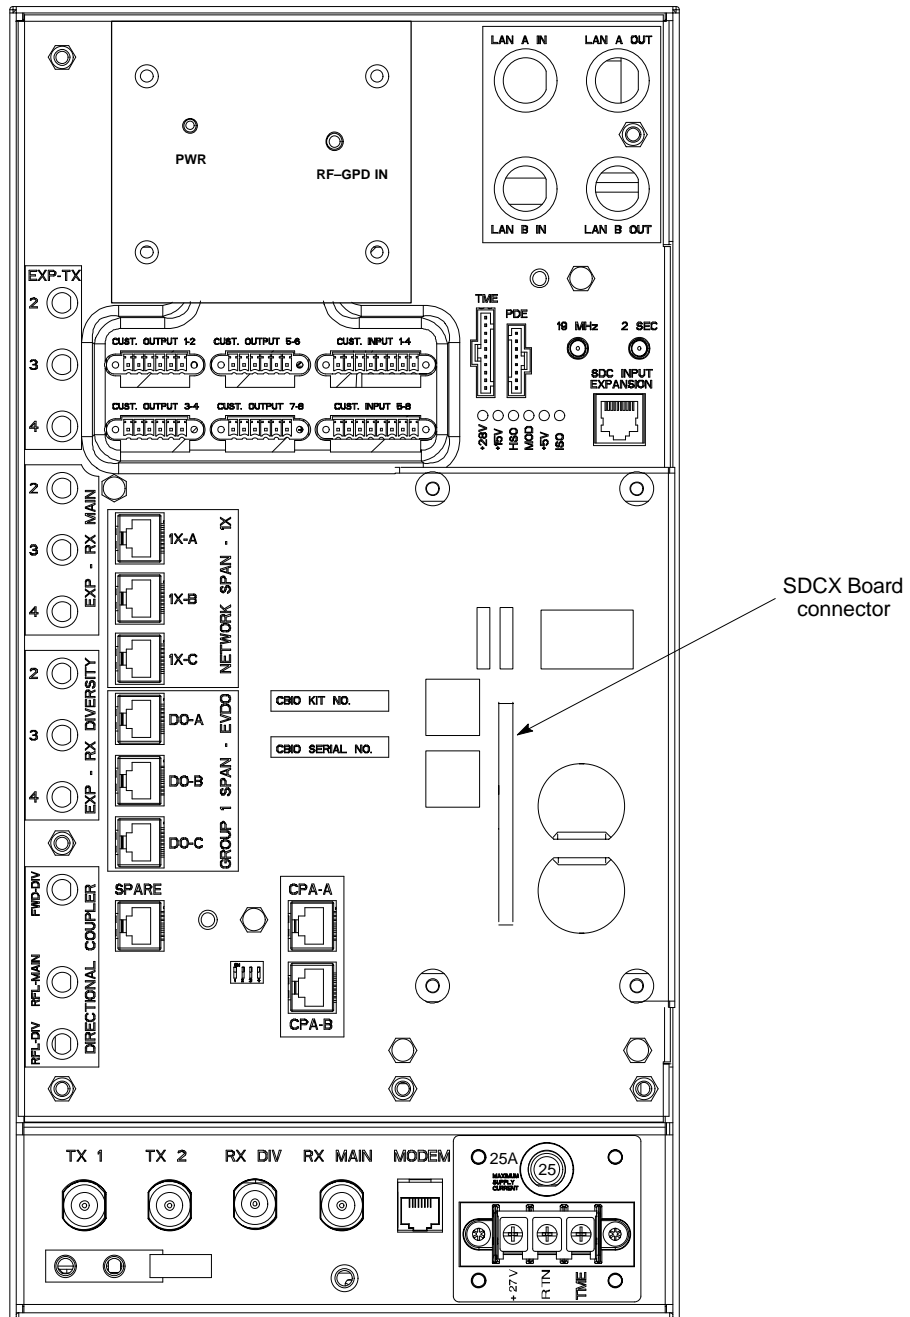 LAN A IN
LAN A OUT
PWR
RF–GPD IN
LAN B IN
LAN B OUT
EXP-TX
2
3
4
TME
PDE
19 MHz
2 SEC
SDC INPUT
EXPANSION
CUST. OUTPUT 1-2
CUST. OUTPUT 5-6
CUST. INPUT 1-4
CUST. OUTPUT 3-4
CUST. OUTPUT 7-8
CUST. INPUT 5-8
+28V
+15V
HSO
MOD
+5V
ISO
2
3
4
EXP - RX MAIN
1X-A
1X-B
1X-C
NETWORK SPAN - 1X
SDCX Board
connector
2
3
4
EXP - RX DIVERSITY
DO-A
DO-B
DO-C
GROUP 1 SPAN - EVDO
CBIO KIT NO.
CBIO SERIAL NO.
FWD-DIV
RFL-MAIN
RFL-DIV
DIRECTIONAL COUPLER
SPARE
CPA-A
CPA-B
TX 1
TX 2
RX DIV
RX MAIN
MODEM
25A
MAXIMUM
SUPPLY
CURRENT
25
+ 27 V
RTN
TME